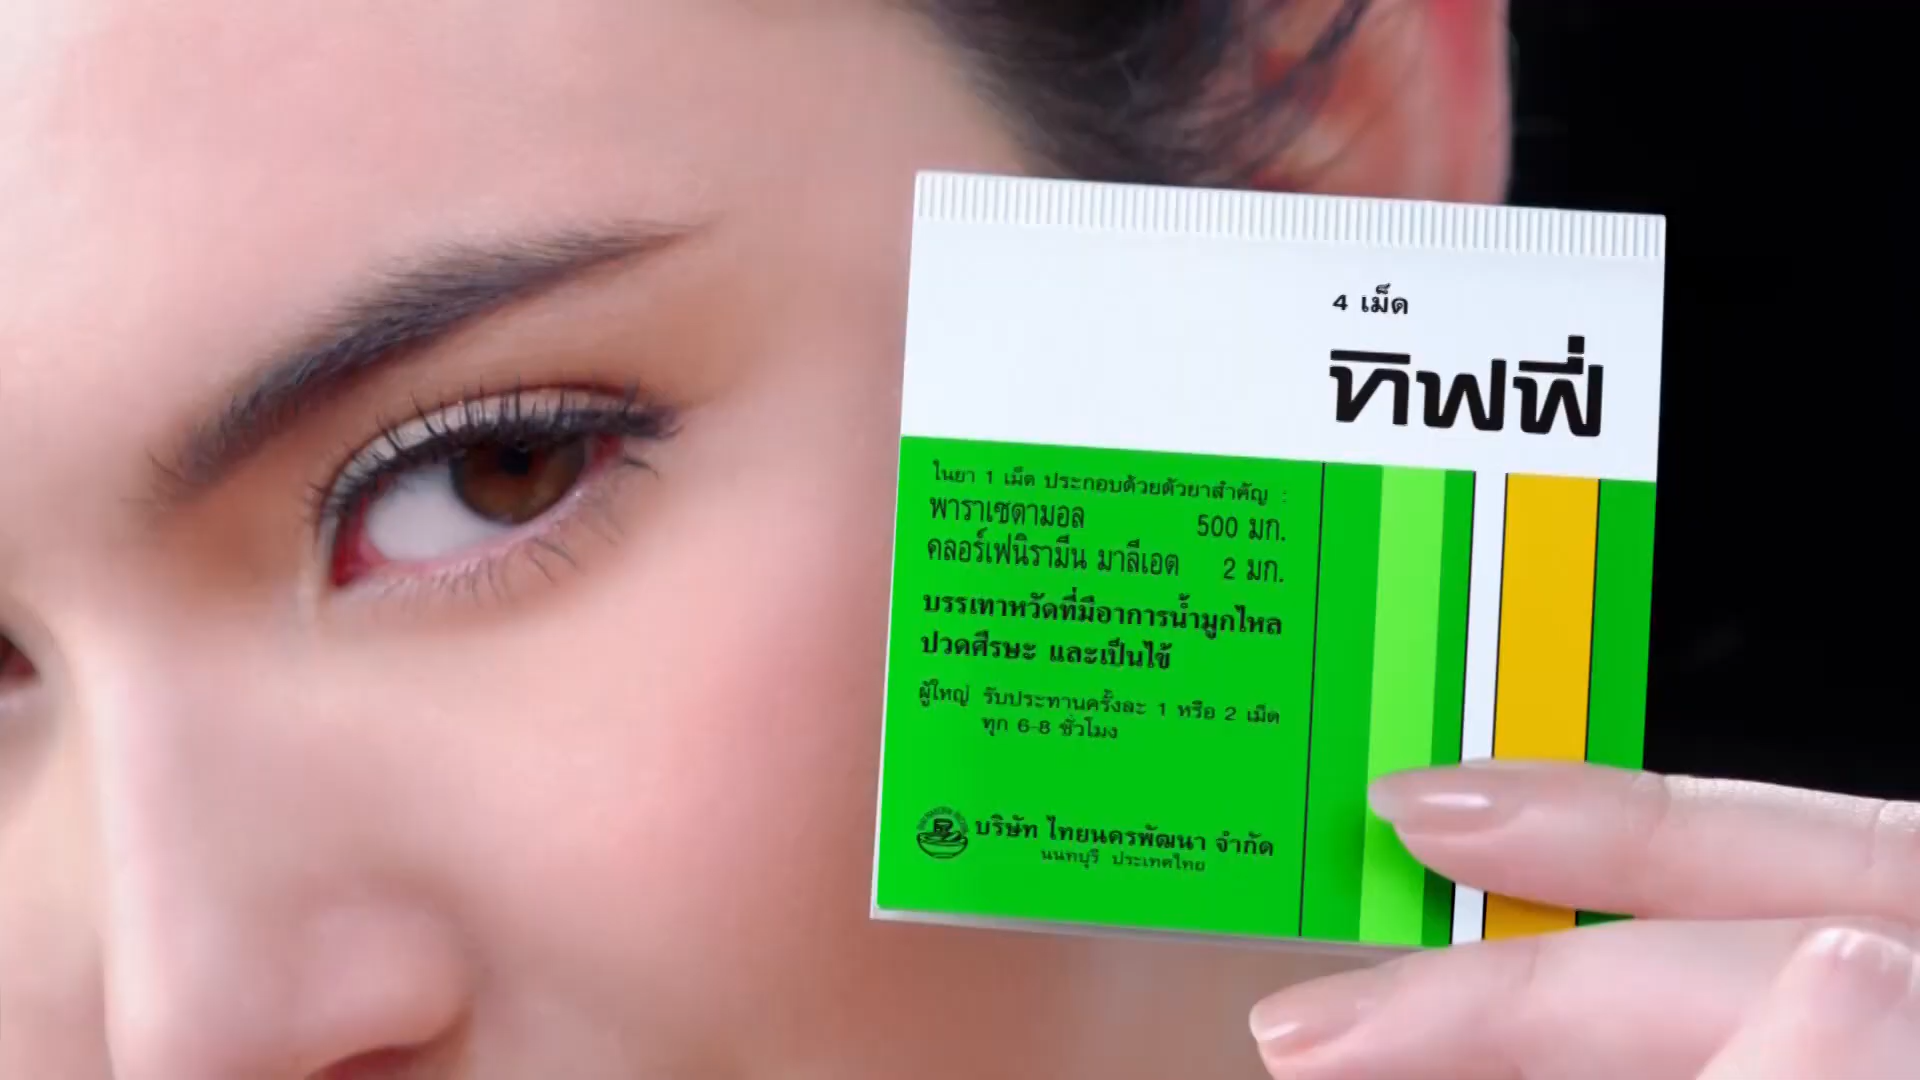 4 เม็ด
ทิฟฟี่
ในยา 1 เม็ด ประกอบด้วยตัวยาสำคัญ :
พาราเซตามอล 500 มก.
คลอร์เฟนิรามีน มาลีเอต 2 มก.
บรรเทาหวัดที่มีอาการน้ำมูกไหล
ปวดศีรษะ และเป็นไข้
ผู้ใหญ่ รับประทานครั้งละ 1 หรือ 2 เม็ด
ทุก 6-8 ชั่วโมง
บริษัท ไทยนครพัฒนา จำกัด
นนทบุรี ประเทศไทย